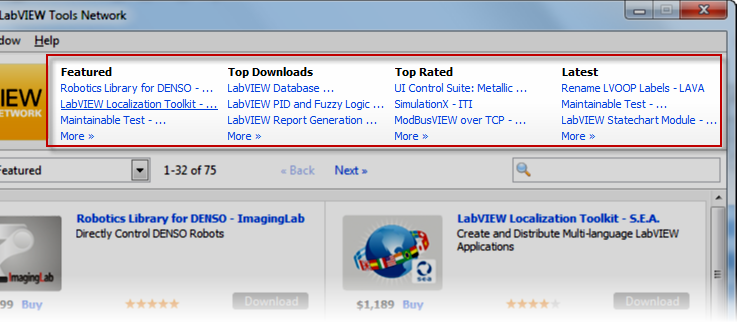 LabVIEW Tools Network
Help
Featured Top Downloads Top Rated Latest
Robotics Library for DENSO - ... LabVIEW Database ... UI Control Suite: Metallic ... Rename LVOOP Labels - LAVA
LabVIEW Localization Toolkit - ... LabVIEW PID and Fuzzy Logic ... SimulationX - ITI Maintainable Test - ...
Maintainable Test - ... LabVIEW Report Generation ... ModBusVIEW over TCP - ... LabVIEW Statechart Module - ...
More » More » More » More »
NETWORK
Featured 1-32 of 75 « Back Next »
Robotics Library for DENSO - ImagingLab LabVIEW Localization Toolkit - S.E.A.
Directly Control DENSO Robots Create and Distribute Multi-language LabVIEW
Applications
ImagingLab sea
99 Buy Download $1,189 Buy Download